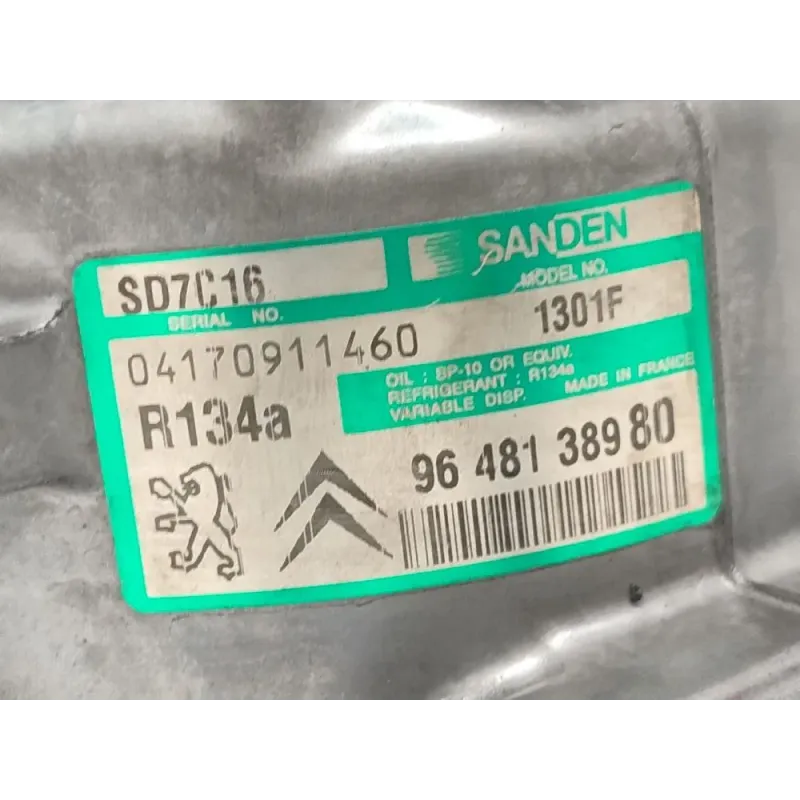 SD7C16
SANDEN
SERIAL NO.
MODEL NO.
04170911460
1301F
R134a
OIL : SP-10 OR EQUIV.
REFRIGERANT : R134a
VARIABLE DISP.
MADE IN FRANCE
96 481 389 80